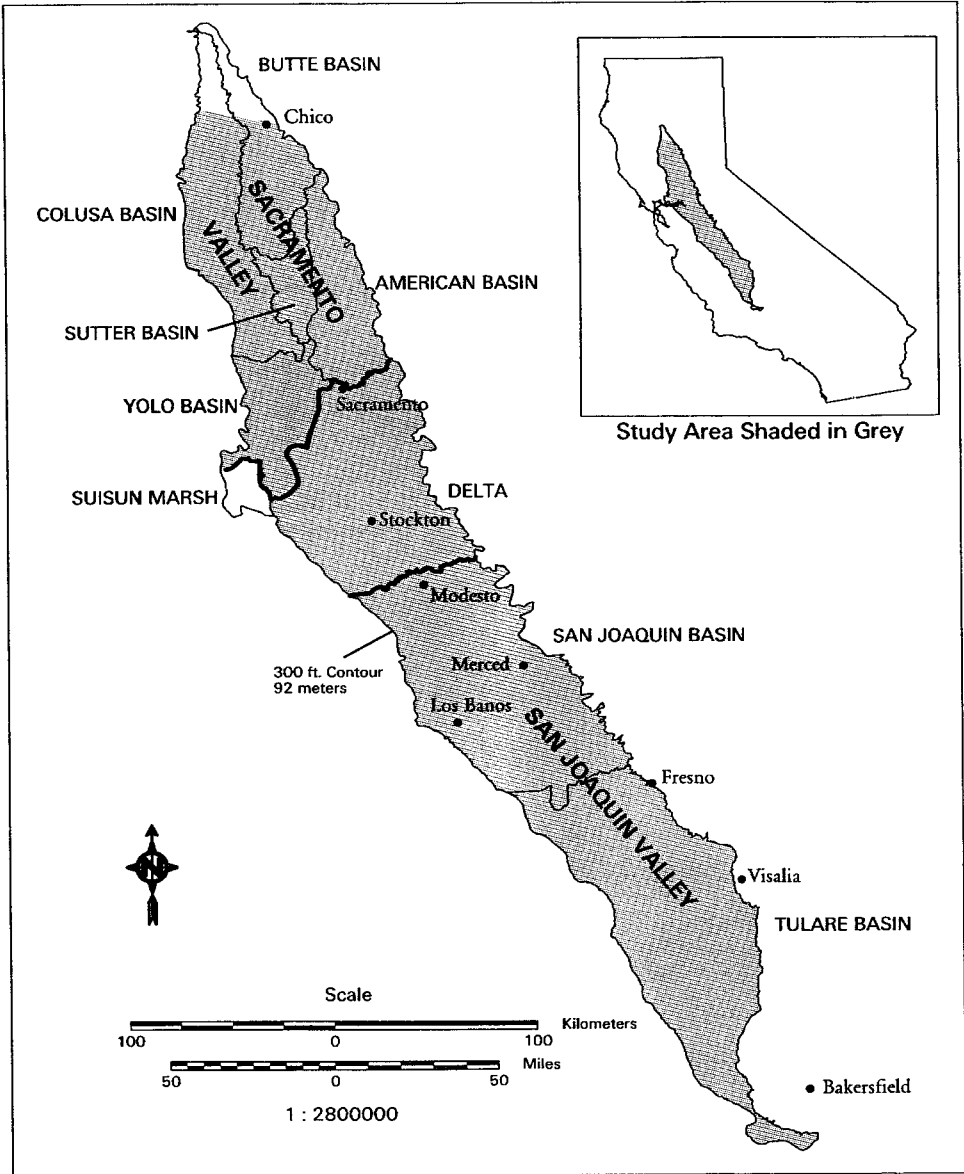 BUTTE BASIN
Chico
COLUSA BASIN
SACRAMENTO
VALLEY
AMERICAN BASIN
SUTTER BASIN
YOLO BASIN
Sacramento
SUISUN MARSH
DELTA
Stockton
Modesto
SAN JOAQUIN BASIN
300 ft. Contour
92 meters
Merced
Los Banos
SAN JOAQUIN VALLEY
Fresno
Visalia
TULARE BASIN
Bakersfield
N
Scale
Kilometers
100 0 100
Miles
50 0 50
1 : 2800000
Study Area Shaded in Grey